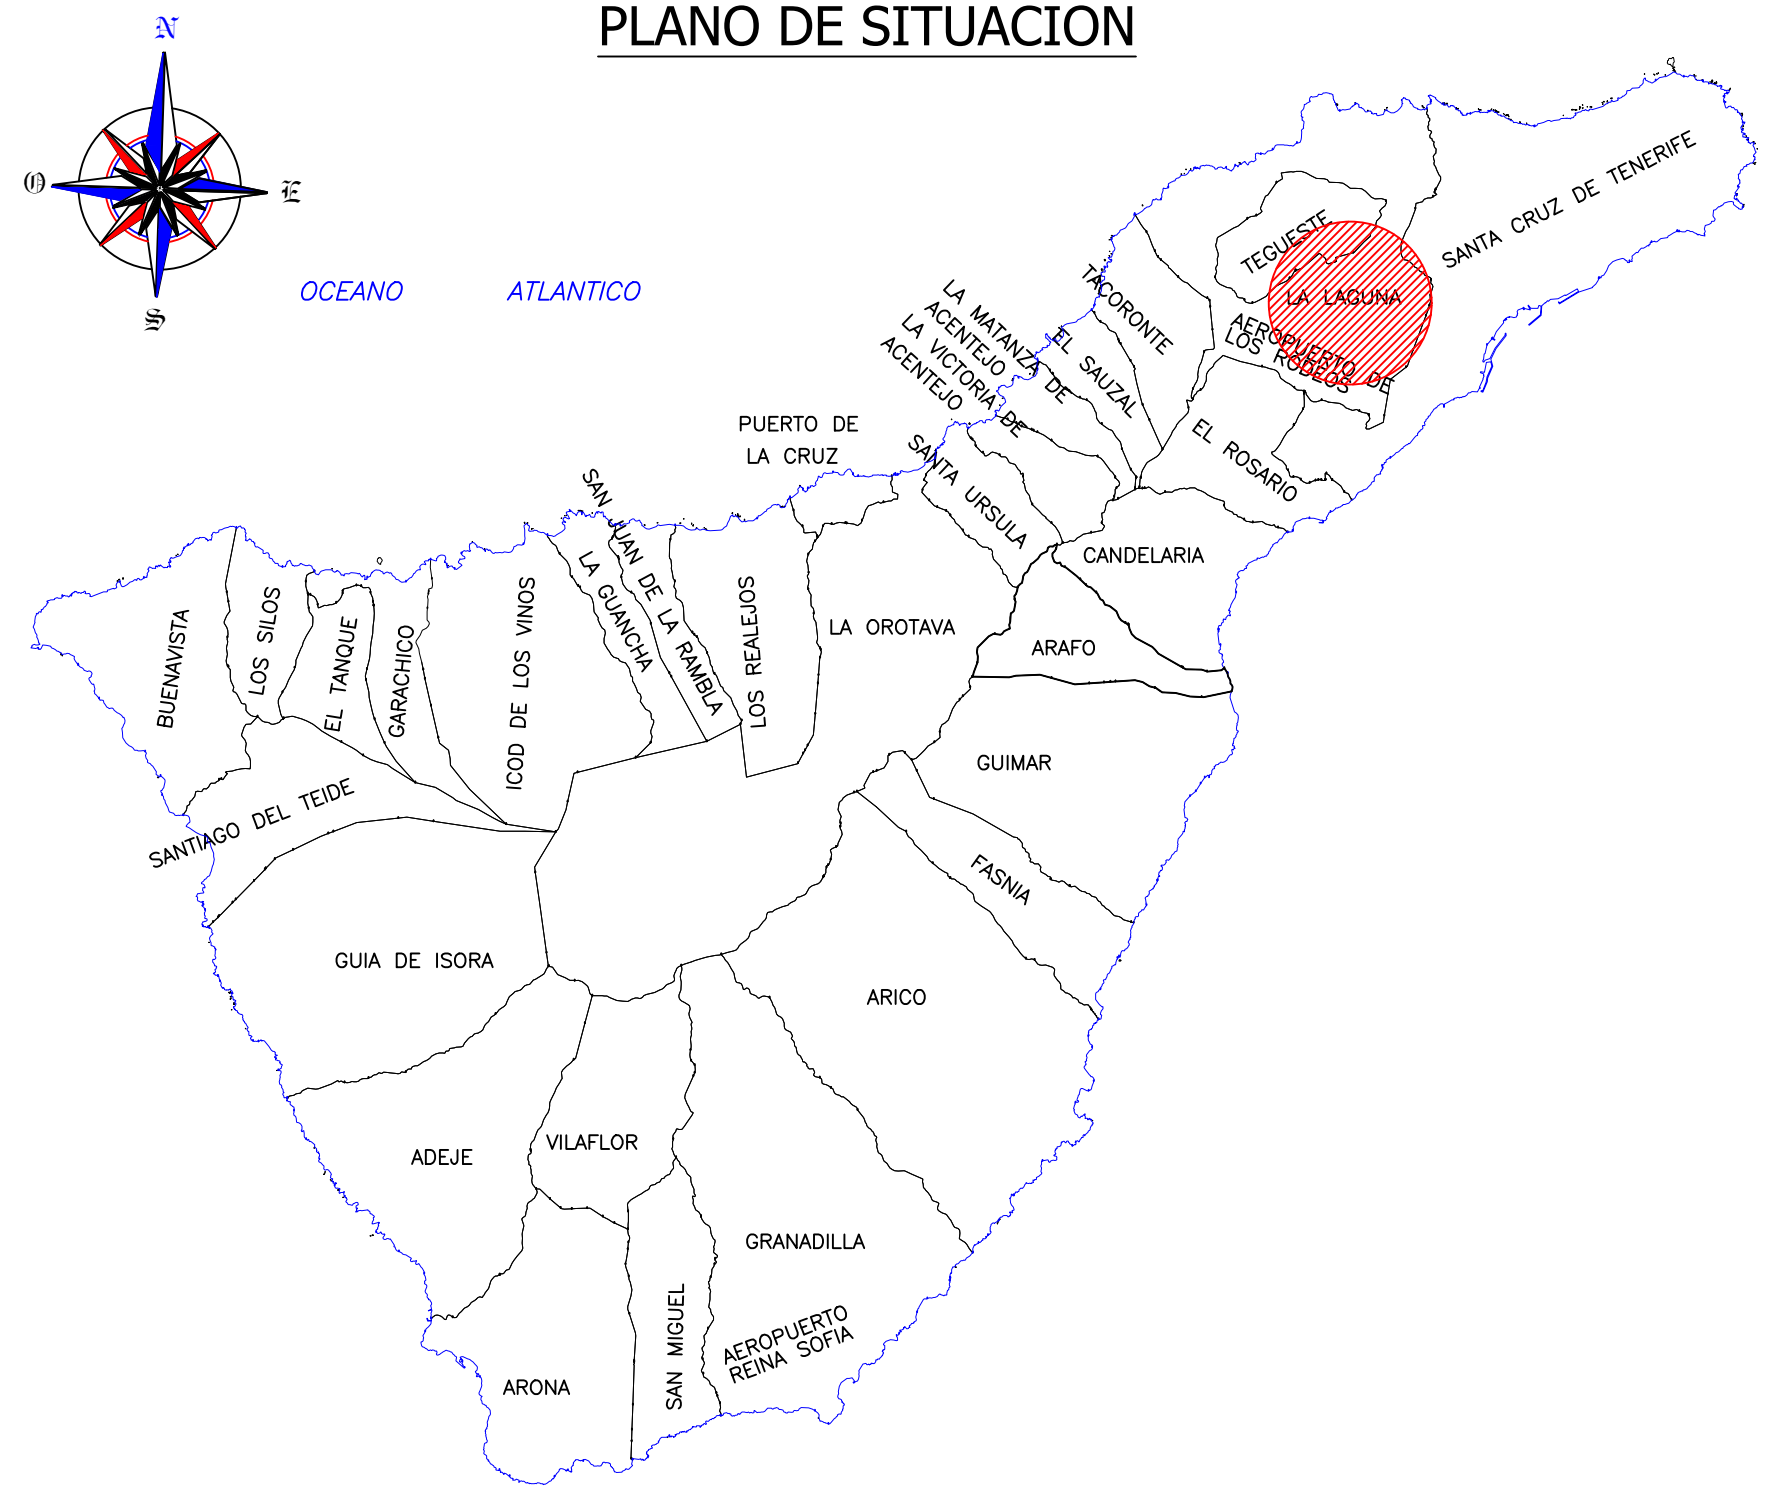 PLANO DE SITUACION
N
O
E
S
OCEANO ATLANTICO
SANTA CRUZ DE TENERIFE
TEGUESTE
LA LAGUNA
AEROPUERTO DE
LOS RODEOS
TACORONTE
EL SAUZAL
LA MATANZA DE
ACENTEJO
LA VICTORIA DE
ACENTEJO
EL ROSARIO
SANTA URSULA
PUERTO DE
LA CRUZ
CANDELARIA
ARAFO
LA OROTAVA
LOS REALEJOS
SAN JUAN DE LA RAMBLA
LA GUANCHA
ICOD DE LOS VINOS
GARACHICO
EL TANQUE
LOS SILOS
BUENAVISTA
SANTIAGO DEL TEIDE
GUIMAR
FASNIA
GUIA DE ISORA
ARICO
ADEJE
VILAFLOR
GRANADILLA
AEROPUERTO
REINA SOFIA
SAN MIGUEL
ARONA